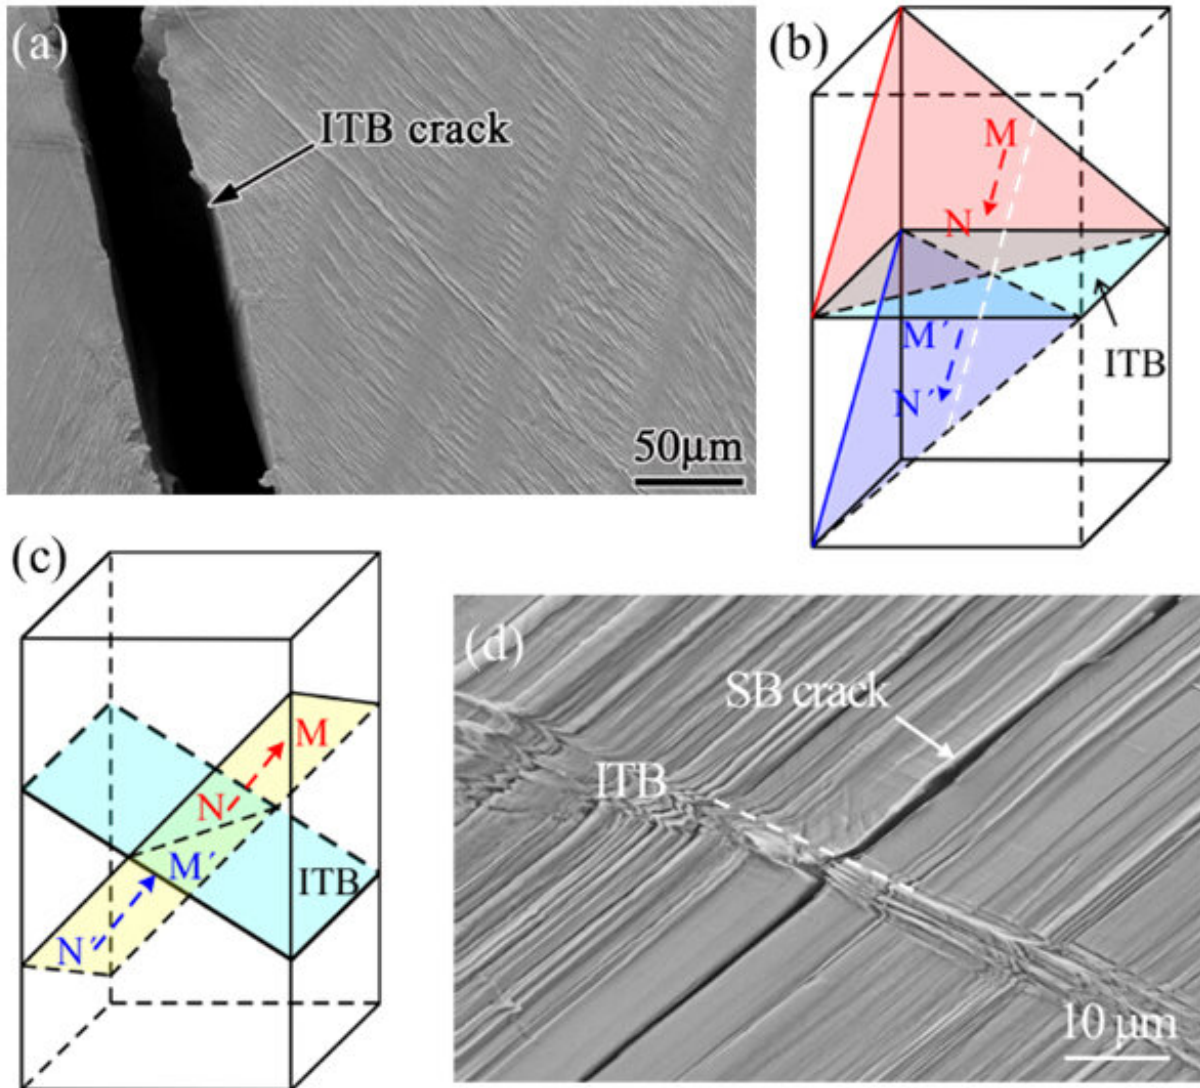 (a)
ITB crack
50μm
(b)
M
N
M′
N′
ITB
(c)
M
N
M′
N′
ITB
(d)
SB crack
ITB
10 μm